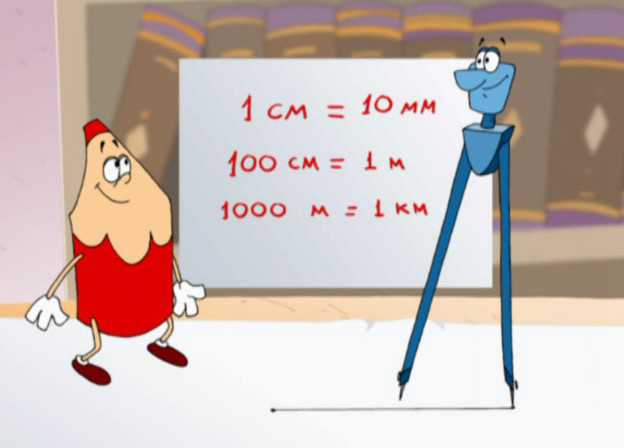 1 см = 10 мм
100 см = 1 м
1000 м = 1 км